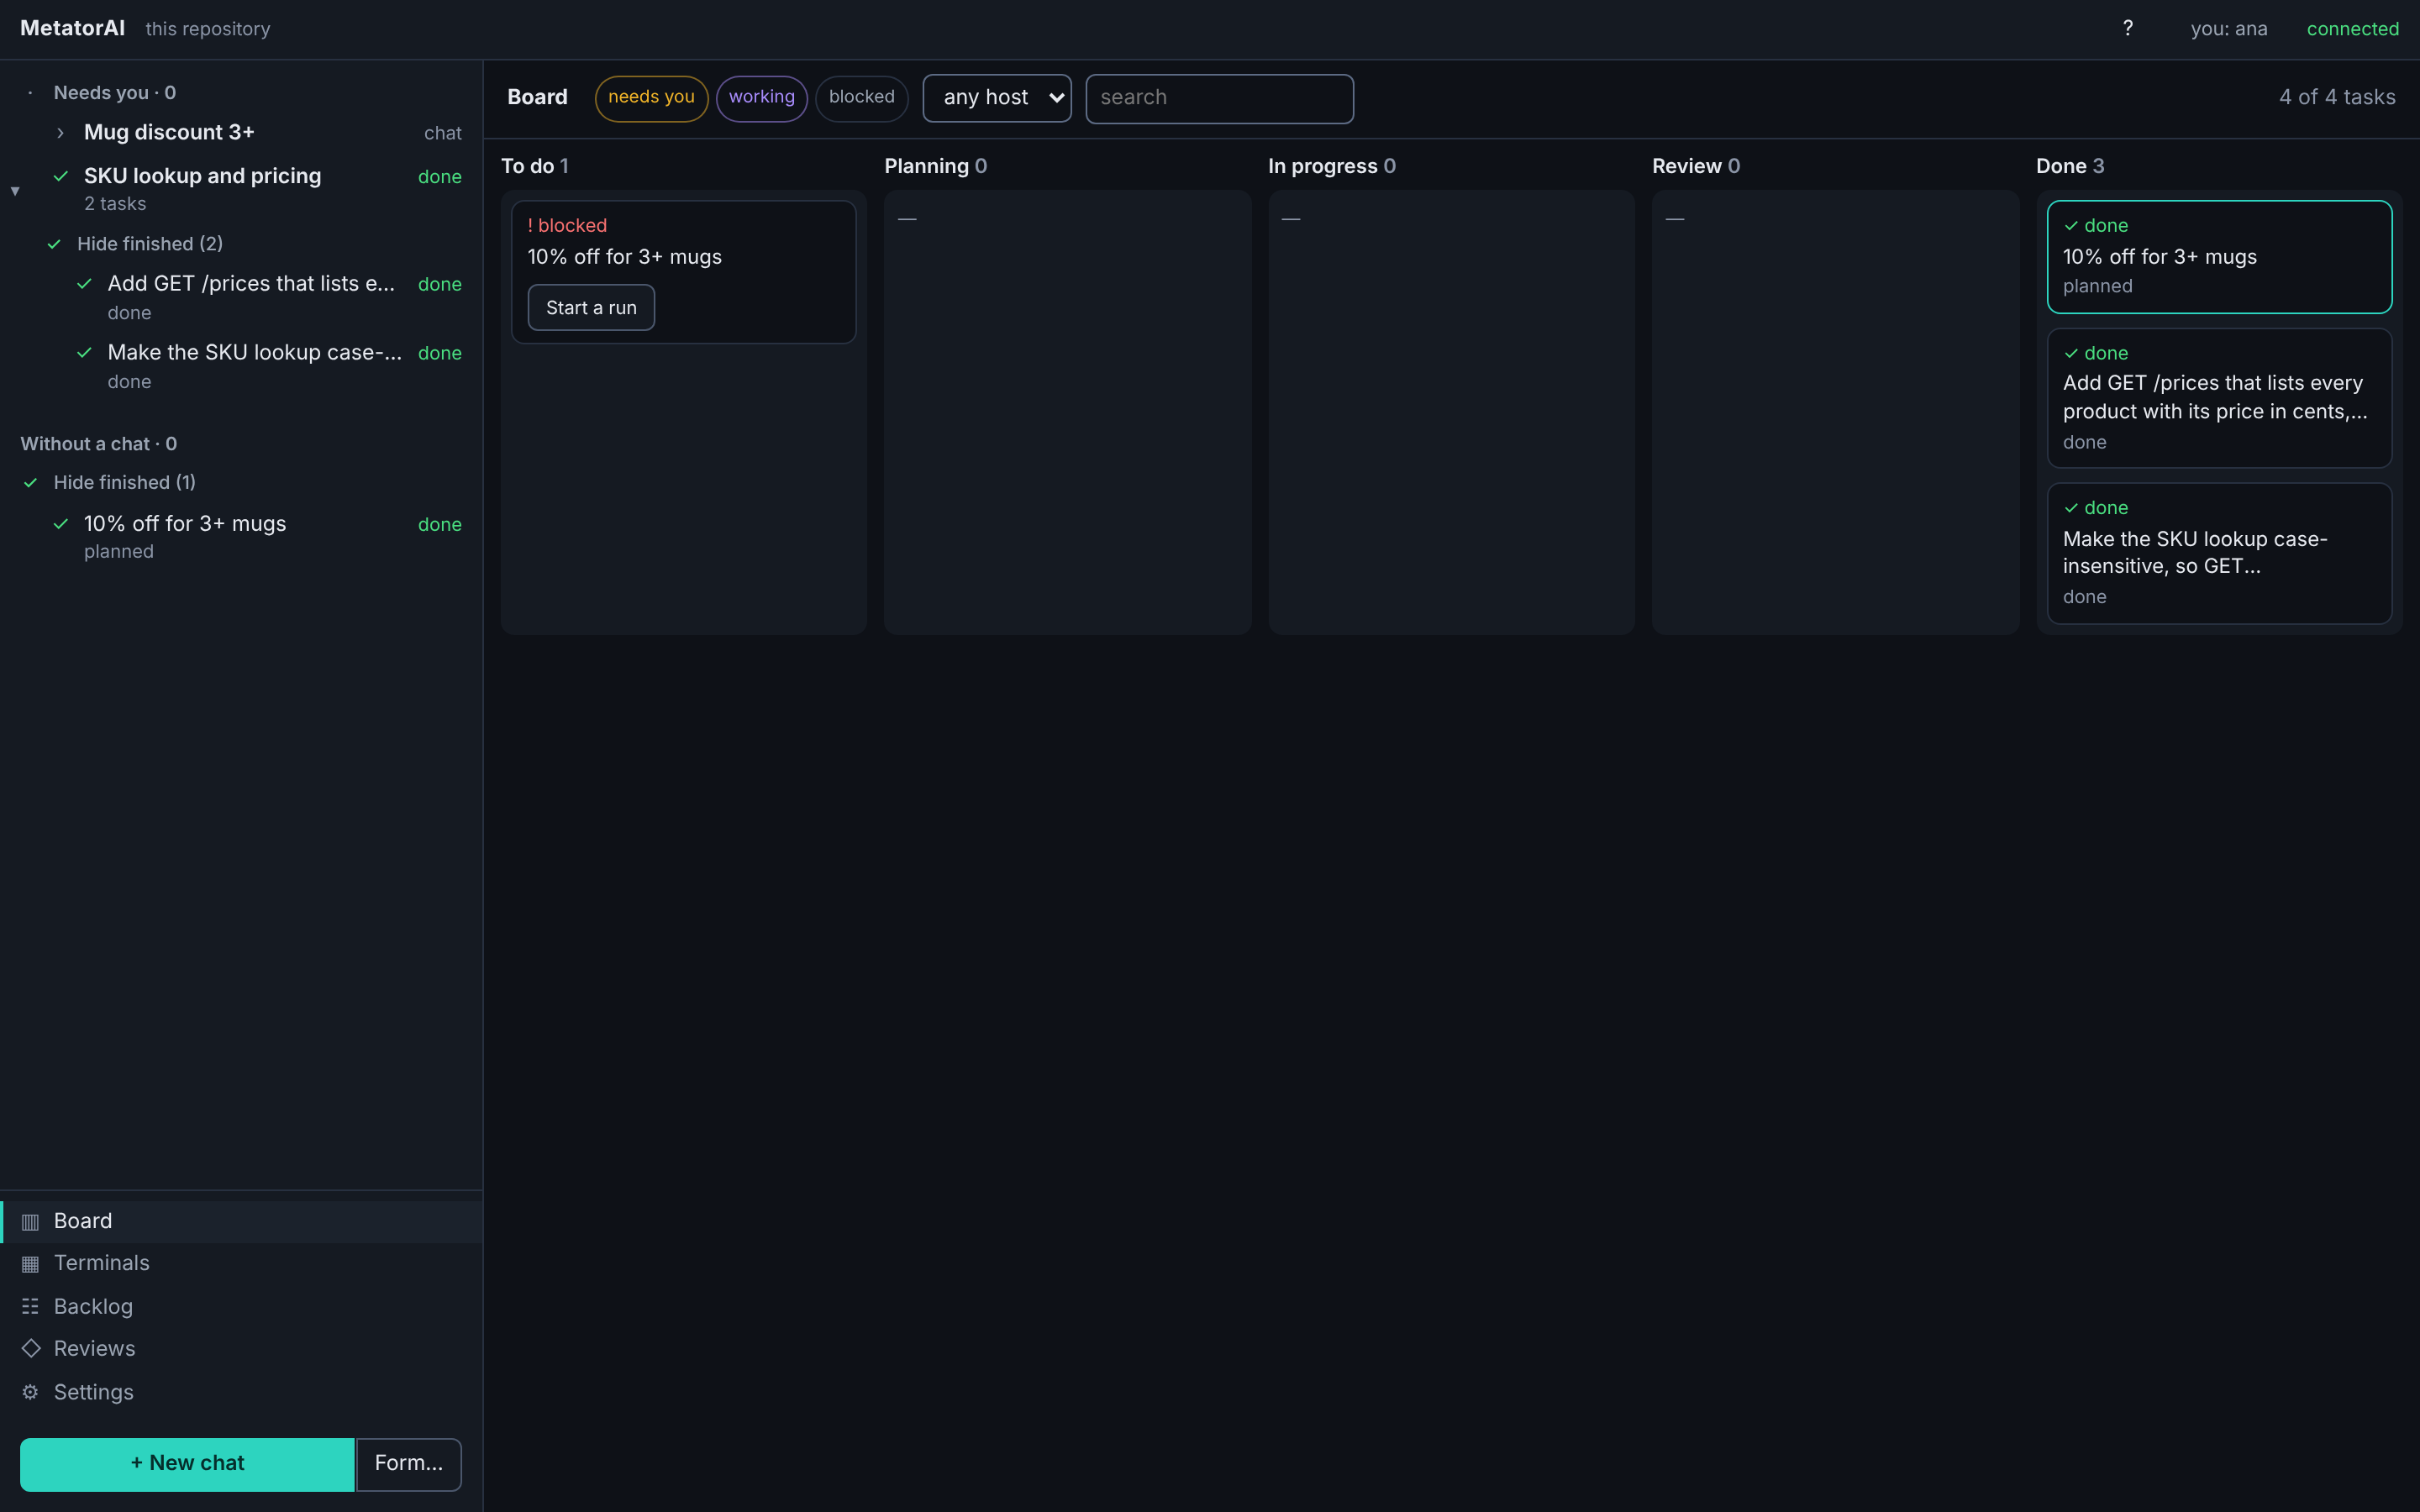 MetatorAI this repository
? you: ana connected
· Needs you · 0
› Mug discount 3+ chat
▾ ✓ SKU lookup and pricing done
2 tasks
✓ Hide finished (2)
✓ Add GET /prices that lists e... done
done
✓ Make the SKU lookup case-... done
done
Without a chat · 0
✓ Hide finished (1)
✓ 10% off for 3+ mugs done
planned
Board
Terminals
Backlog
Reviews
Settings
+ New chat Form...
Board needs you working blocked any host search 4 of 4 tasks
To do 1
! blocked
10% off for 3+ mugs
Start a run
Planning 0
—
In progress 0
—
Review 0
—
Done 3
✓ done
10% off for 3+ mugs
planned
✓ done
Add GET /prices that lists every
product with its price in cents,...
done
✓ done
Make the SKU lookup case-
insensitive, so GET...
done